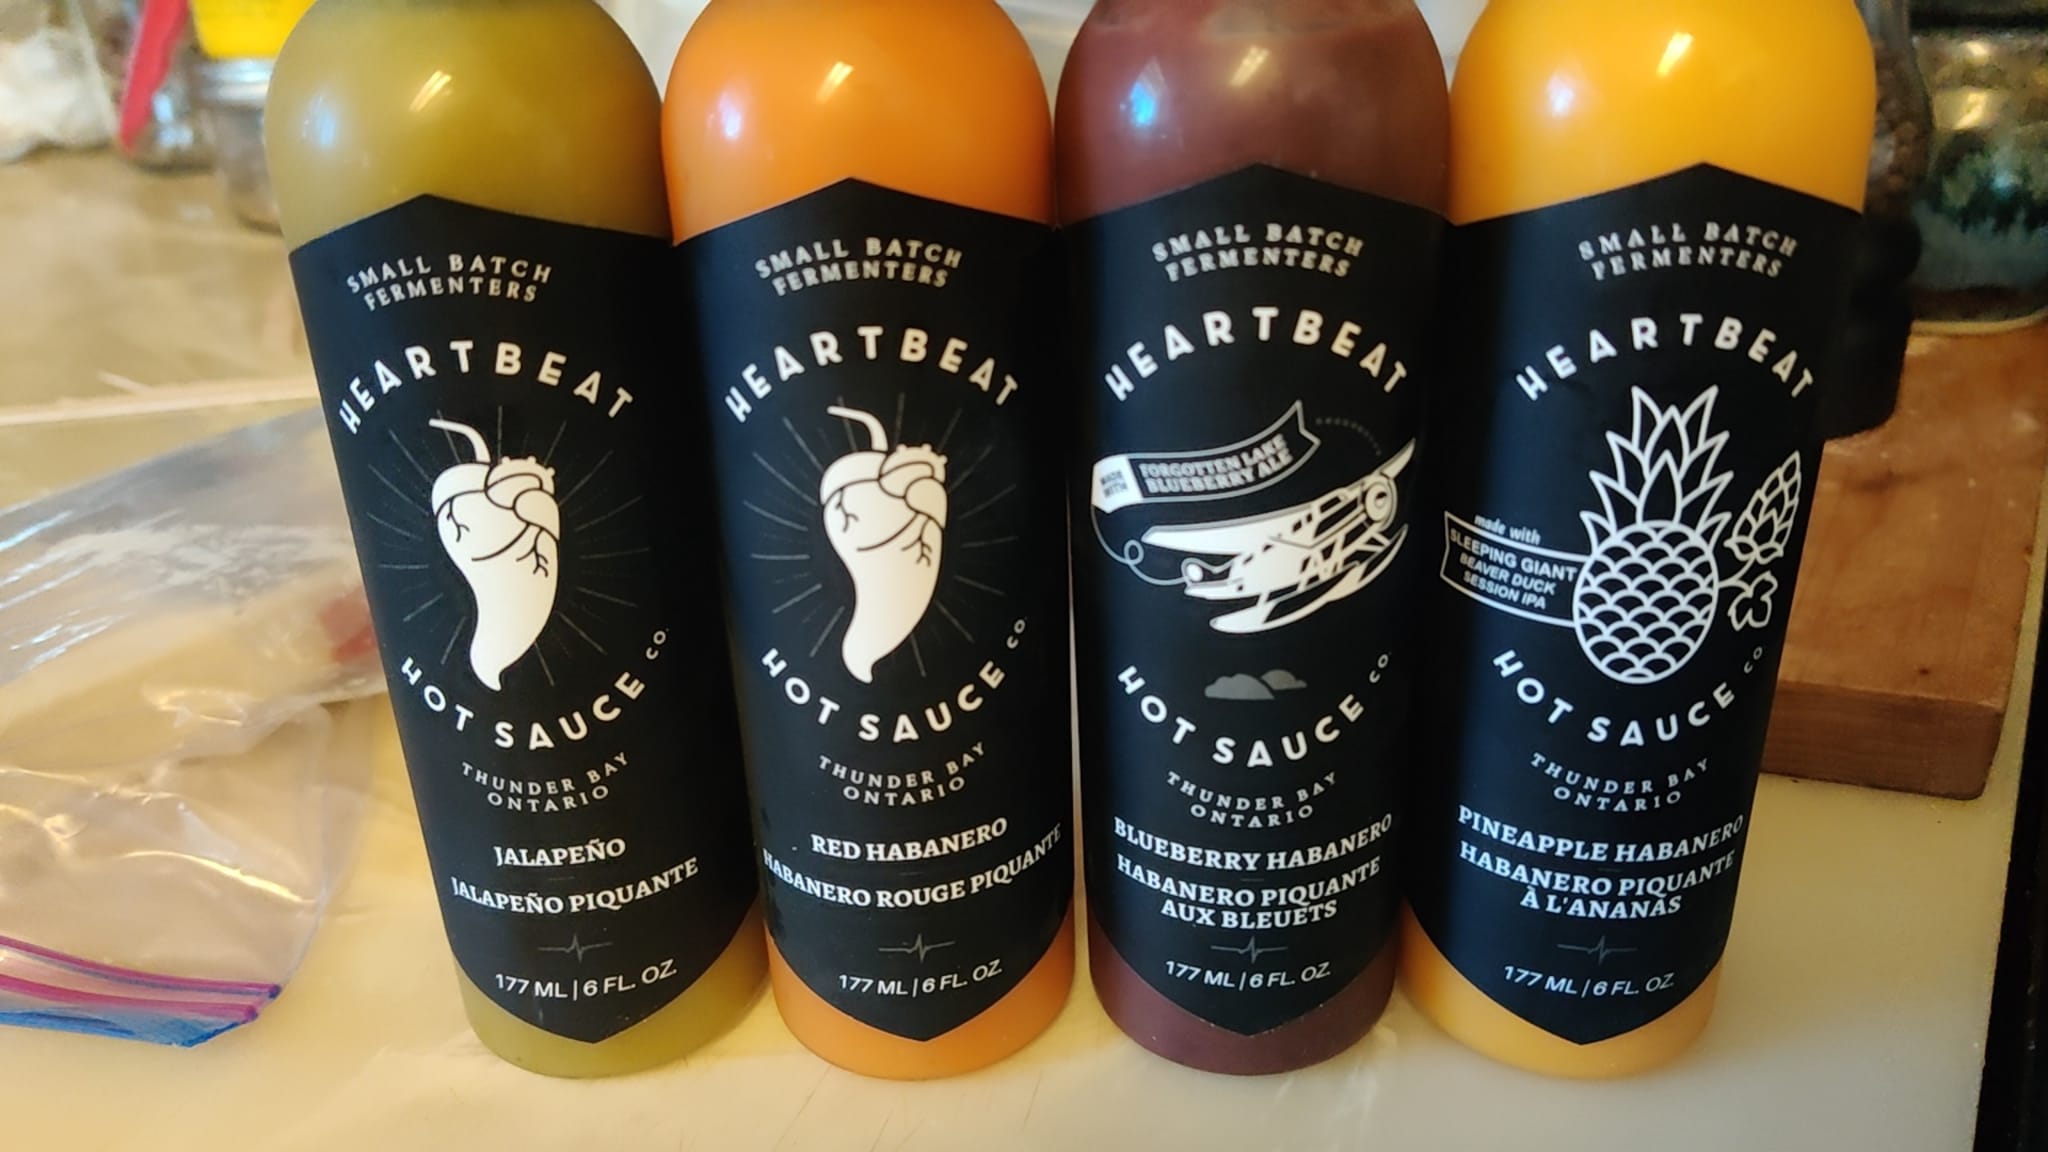 SMALL BATCH
FERMENTERS
HEARTBEAT
HOT SAUCE CO.
THUNDER BAY
ONTARIO
JALAPEÑO
JALAPEÑO PIQUANTE
177 ML | 6 FL. OZ.
SMALL BATCH
FERMENTERS
HEARTBEAT
HOT SAUCE CO.
THUNDER BAY
ONTARIO
RED HABANERO
HABANERO ROUGE PIQUANTE
177 ML | 6 FL. OZ.
SMALL BATCH
FERMENTERS
HEARTBEAT
MADE
WITH
FORGOTTEN LAKE
BLUEBERRY ALE
HOT SAUCE CO.
THUNDER BAY
ONTARIO
BLUEBERRY HABANERO
HABANERO PIQUANTE
AUX BLEUETS
177 ML | 6 FL. OZ.
SMALL BATCH
FERMENTERS
HEARTBEAT
made with
SLEEPING GIANT
BEAVER DUCK
SESSION IPA
HOT SAUCE CO.
THUNDER BAY
ONTARIO
PINEAPPLE HABANERO
HABANERO PIQUANTE
À L'ANANAS
177 ML | 6 FL. OZ.